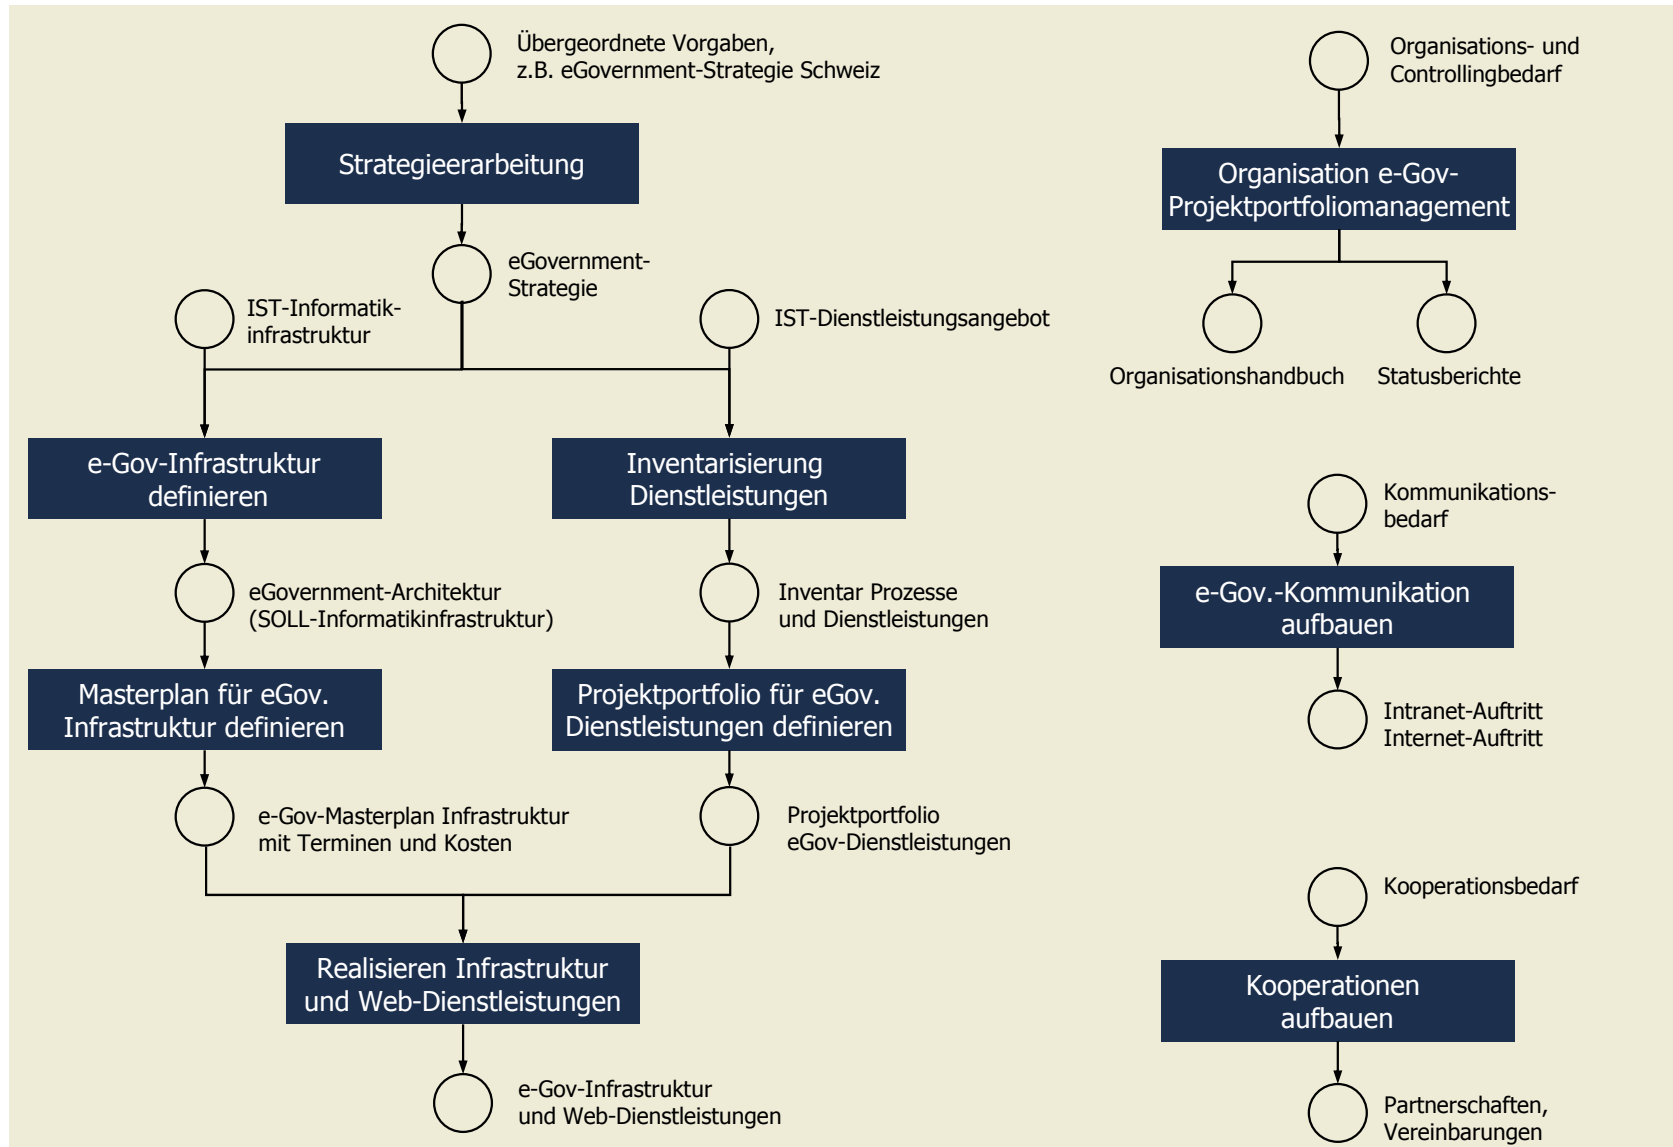 Übergeordnete Vorgaben,
z.B. eGovernment-Strategie Schweiz
Strategieerarbeitung
eGovernment-
Strategie
IST-Informatik-
infrastruktur
IST-Dienstleistungsangebot
e-Gov-Infrastruktur
definieren
Inventarisierung
Dienstleistungen
eGovernment-Architektur
(SOLL-Informatikinfrastruktur)
Inventar Prozesse
und Dienstleistungen
Masterplan für eGov.
Infrastruktur definieren
Projektportfolio für eGov.
Dienstleistungen definieren
e-Gov-Masterplan Infrastruktur
mit Terminen und Kosten
Projektportfolio
eGov-Dienstleistungen
Realisieren Infrastruktur
und Web-Dienstleistungen
e-Gov-Infrastruktur
und Web-Dienstleistungen
Organisations- und
Controllingbedarf
Organisation e-Gov-
Projektportfoliomanagement
Organisationshandbuch
Statusberichte
Kommunikations-
bedarf
e-Gov.-Kommunikation
aufbauen
Intranet-Auftritt
Internet-Auftritt
Kooperationsbedarf
Kooperationen
aufbauen
Partnerschaften,
Vereinbarungen